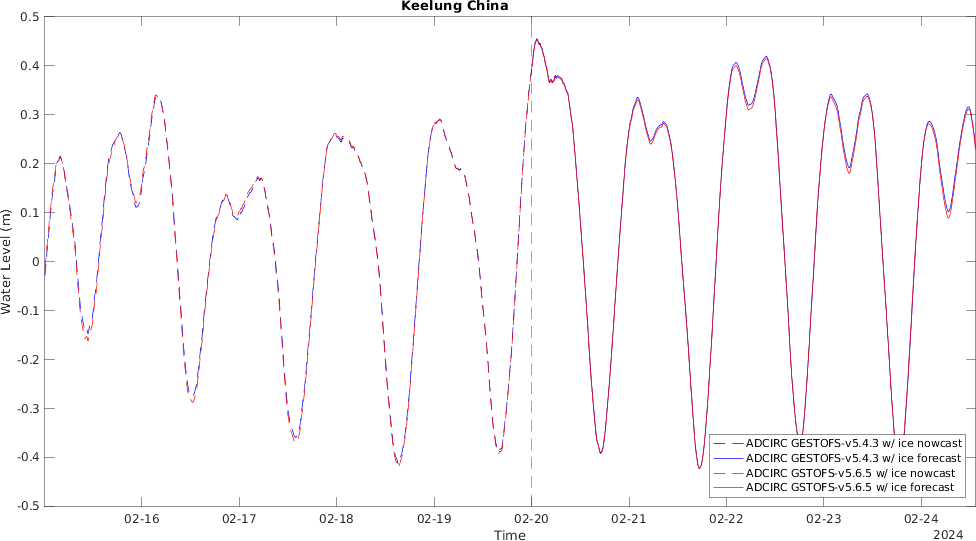 Keelung China
0.5
0.4
0.3
0.2
0.1
0
-0.1
-0.2
-0.3
-0.4
-0.5
Water Level (m)
ADCIRC GESTOFS-v5.4.3 w/ ice nowcast
ADCIRC GESTOFS-v5.4.3 w/ ice forecast
ADCIRC GSTOFS-v5.6.5 w/ ice nowcast
ADCIRC GSTOFS-v5.6.5 w/ ice forecast
02-16 02-17 02-18 02-19 02-20 02-21 02-22 02-23 02-24
Time
2024